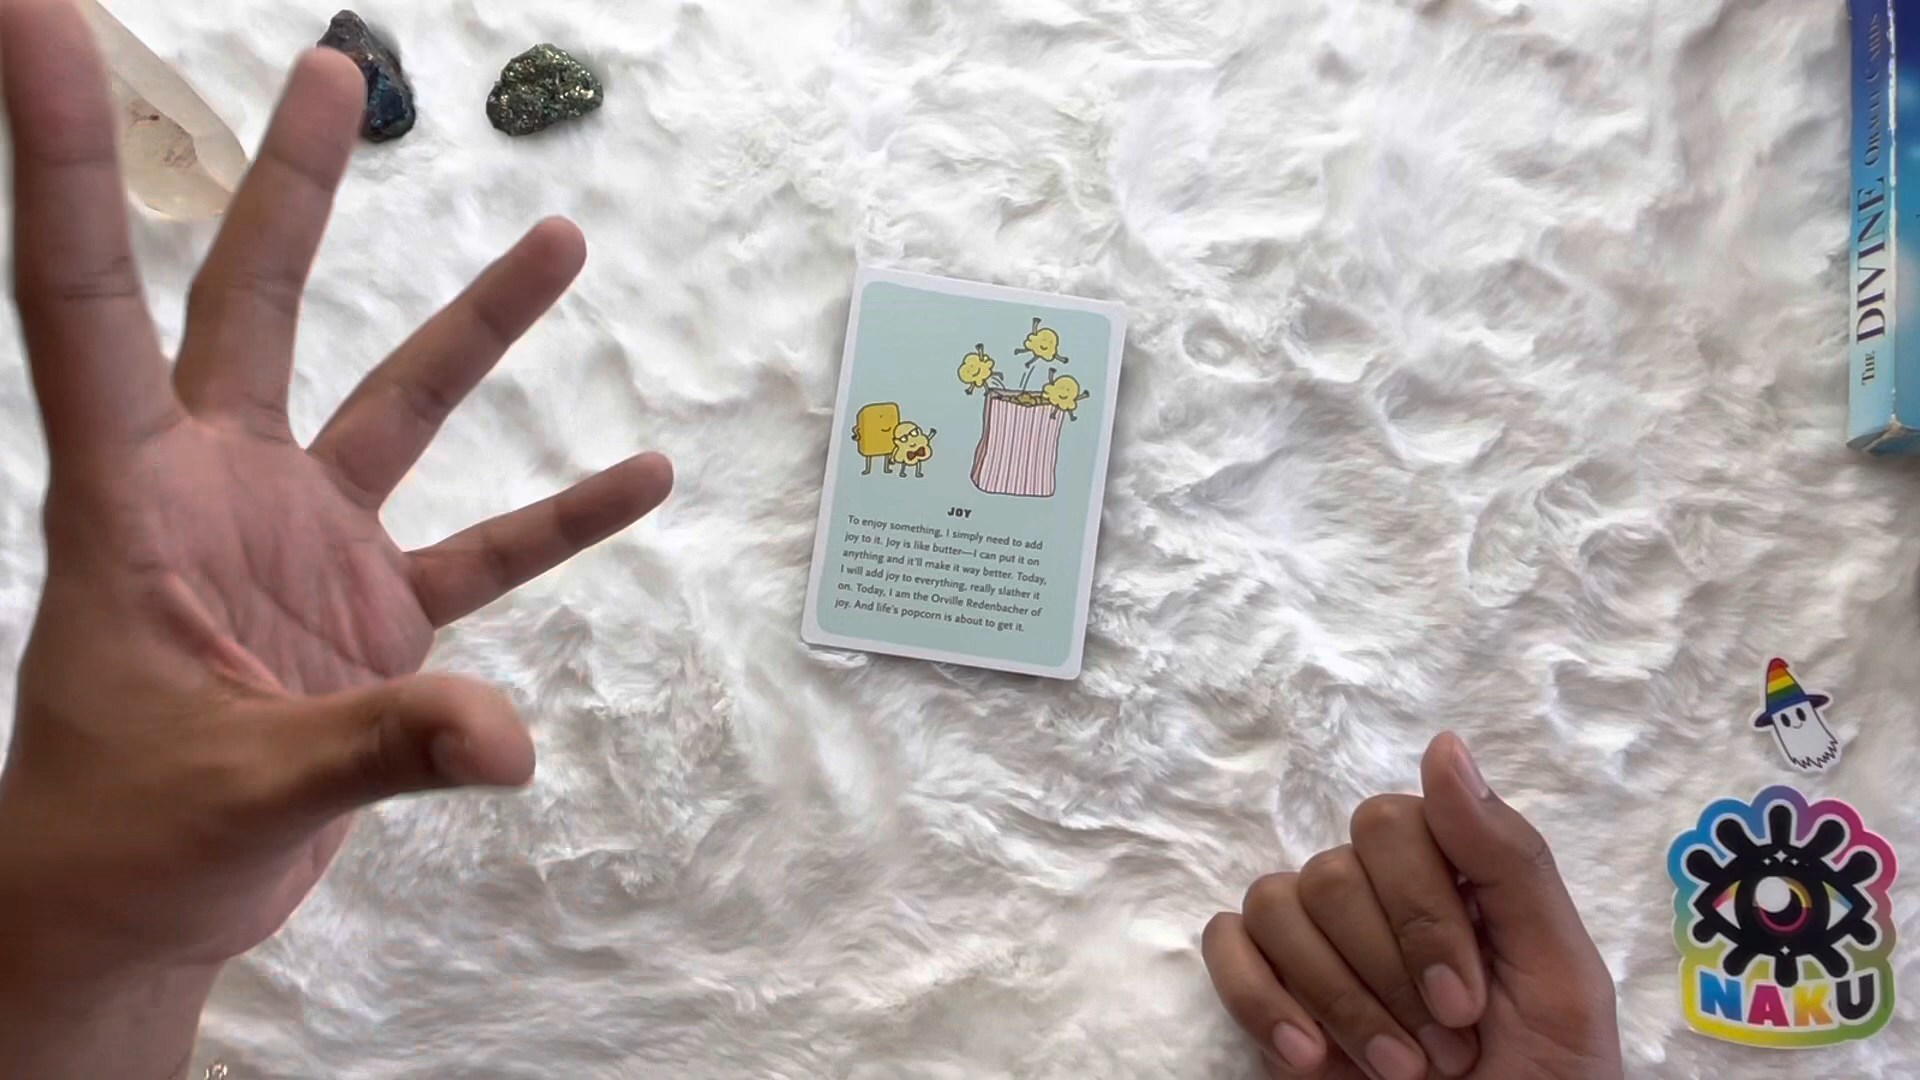 JOY
To enjoy something, I simply need to add
joy to it. Joy is like butter—I can put it on
anything and it'll make it way better. Today,
I will add joy to everything, really slather it
on. Today, I am the Orville Redenbacher of
joy. And life's popcorn is about to get it.
THE DIVINE ORACLE CARDS
NAKU